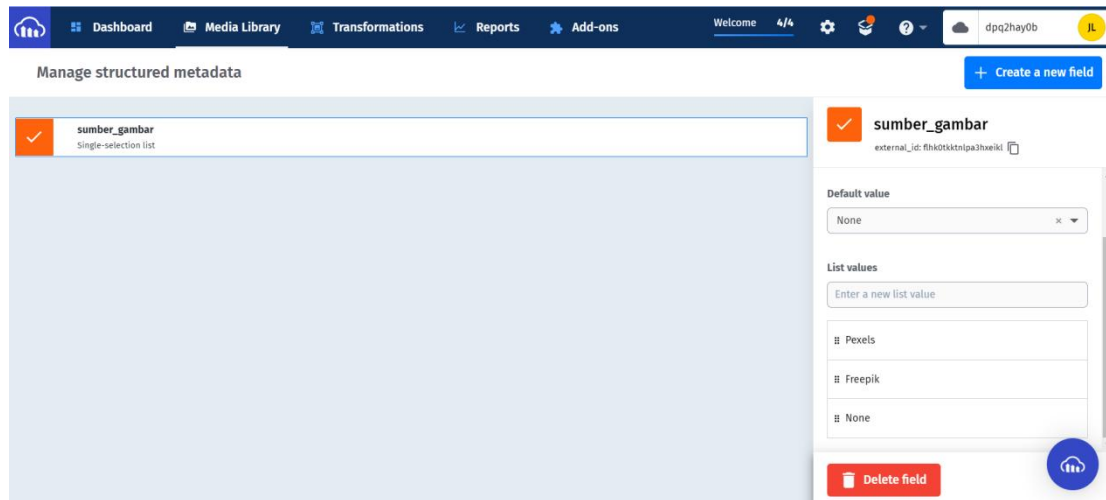 Dashboard
Media Library
Transformations
Reports
Add-ons
Welcome 4/4
dpq2hay0b
JL
Manage structured metadata
+ Create a new field
sumber_gambar
Single-selection list
sumber_gambar
external_id: flhk0tkktnlpa3hxeikl
Default value
None
List values
Enter a new list value
Pexels
Freepik
None
Delete field